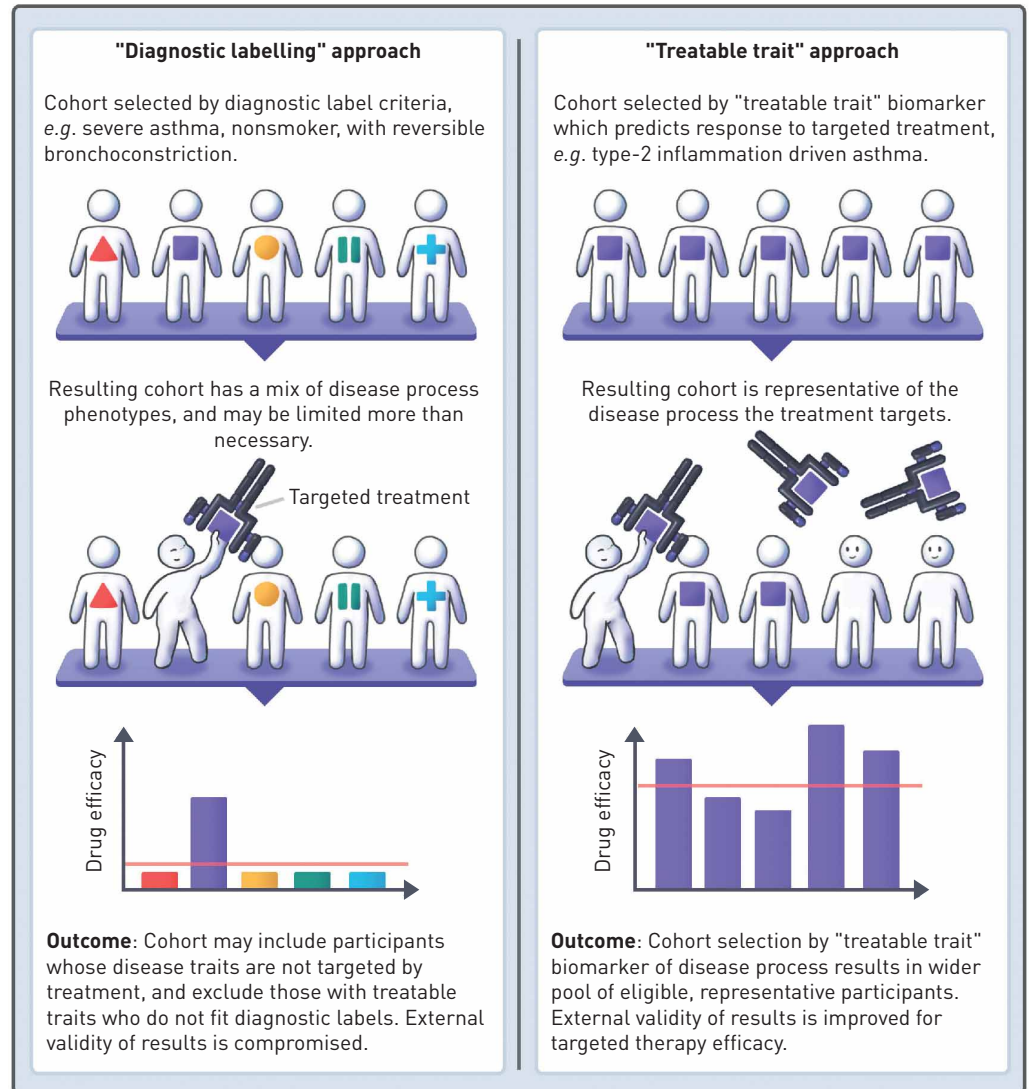 "Diagnostic labelling" approach
Cohort selected by diagnostic label criteria,
e.g. severe asthma, nonsmoker, with reversible
bronchoconstriction.
Resulting cohort has a mix of disease process
phenotypes, and may be limited more than
necessary.
Targeted treatment
Drug efficacy
Outcome: Cohort may include participants
whose disease traits are not targeted by
treatment, and exclude those with treatable
traits who do not fit diagnostic labels. External
validity of results is compromised.
"Treatable trait" approach
Cohort selected by "treatable trait" biomarker
which predicts response to targeted treatment,
e.g. type-2 inflammation driven asthma.
Resulting cohort is representative of the
disease process the treatment targets.
Drug efficacy
Outcome: Cohort selection by "treatable trait"
biomarker of disease process results in wider
pool of eligible, representative participants.
External validity of results is improved for
targeted therapy efficacy.